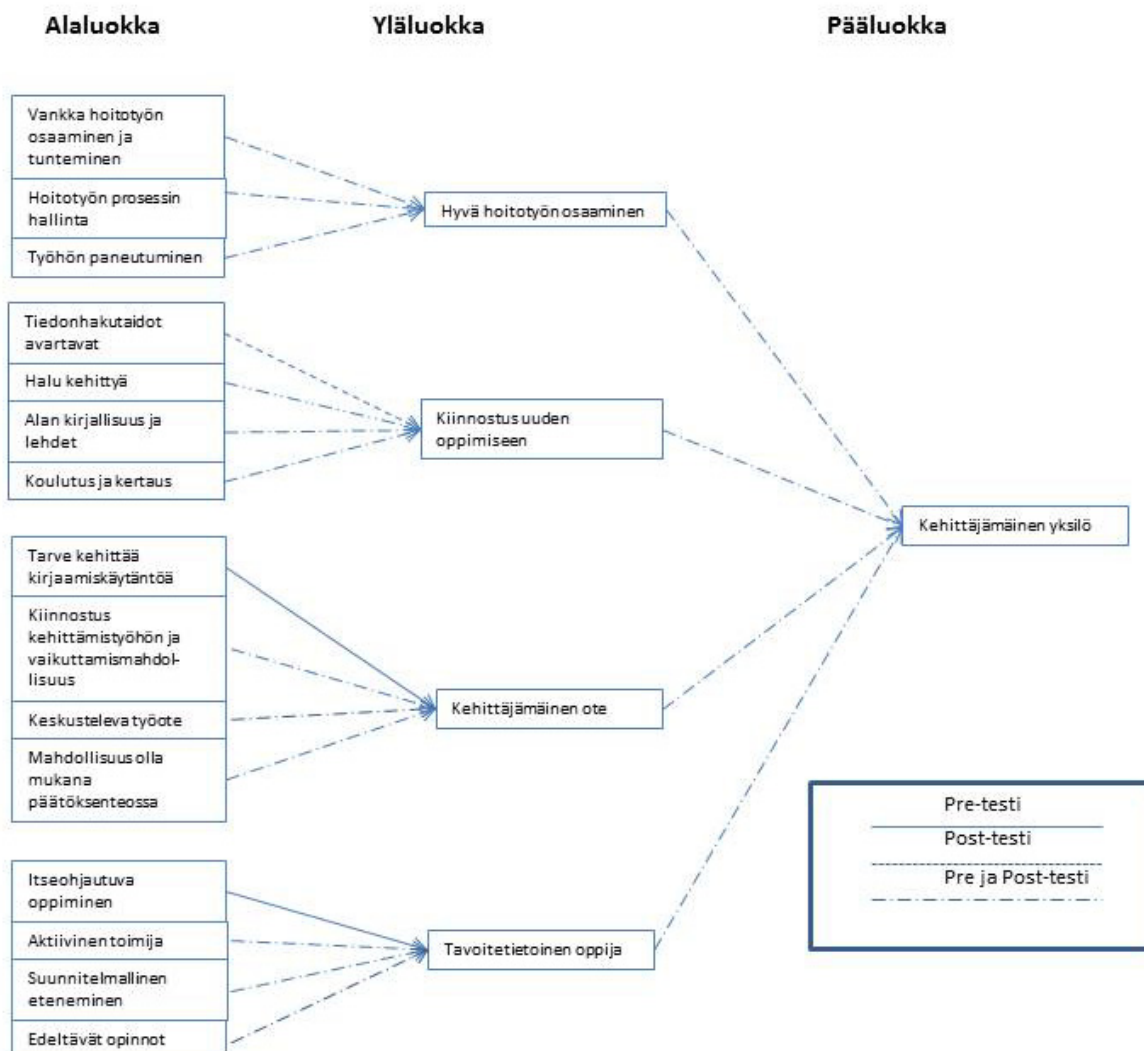 Alaluokka
Yläluokka
Pääluokka
Vankka hoitotyön
osaaminen ja
tunteminen
Hoitotyön prosessin
hallinta
Työhön paneutuminen
Hyvä hoitotyön osaaminen
Tiedonhakutaidot
avartavat
Halu kehittyä
Alan kirjallisuus ja
lehdet
Koulutus ja kertaus
Kiinnostus uuden
oppimiseen
Kehittäjämäinen yksilö
Tarve kehittää
kirjaamiskäytäntöä
Kiinnostus
kehittämistyöhön ja
vaikuttamismahdol-
lisuus
Keskusteleva työote
Mahdollisuus olla
mukana
päätöksenteossa
Kehittäjämäinen ote
Itseohjautuva
oppiminen
Aktiivinen toimija
Suunnitelmallinen
eteneminen
Edeltävät opinnot
Tavoitetietoinen oppija
Pre-testi
Post-testi
Pre ja Post-testi